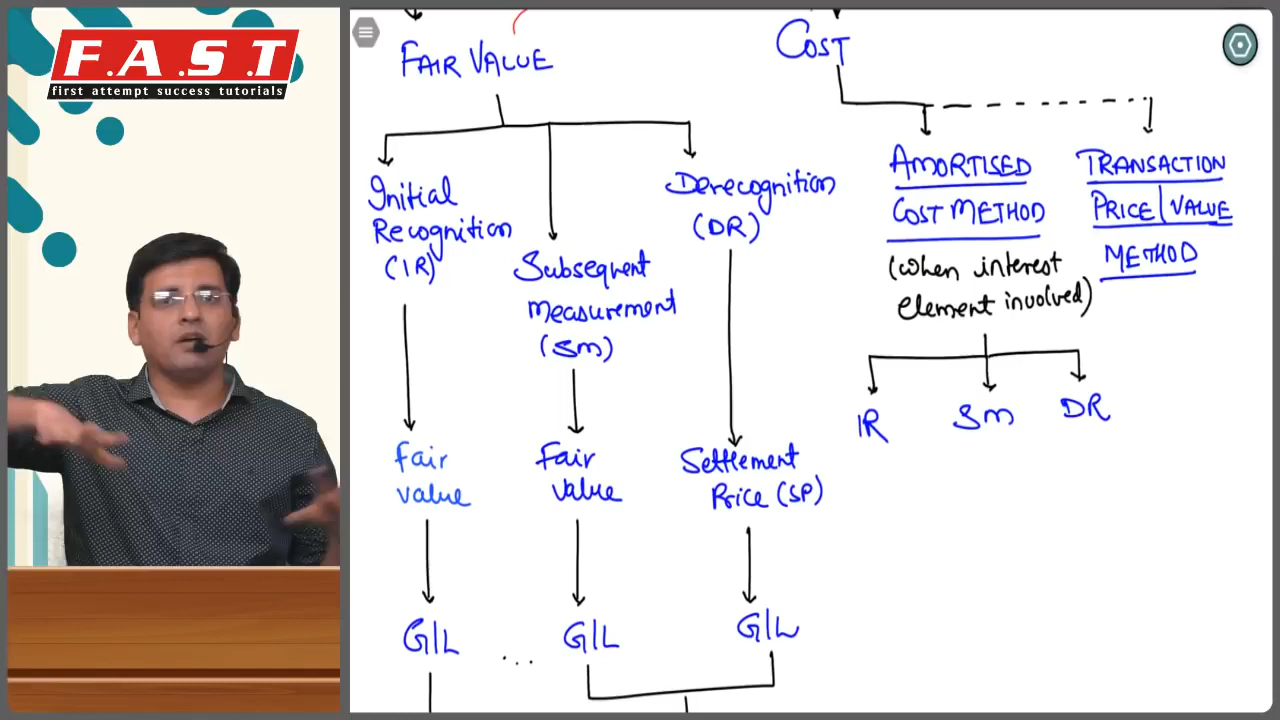 F.A.S.T
first attempt success tutorials
FAIR VALUE
COST
Initial
Recognition
(IR)
Subsequent
measurement
(SM)
Derecognition
(DR)
AMORTISED
COST METHOD
(when interest
element involved)
TRANSACTION
PRICE/VALUE
METHOD
IR
SM
DR
fair
value
Fair
Value
Settlement
Price (SP)
G/L
...
G/L
G/L